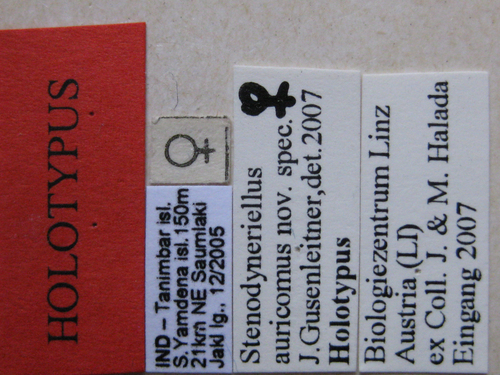 HOLOTYPUS
♀
IND – Tanimbar isl.
S.Yamdena isl.150m
21km NE Saumlaki
Jakl lg., 12/2005
♀
Stenodyneriellus
auricomus nov. spec.
J.Gusenleitner,det.2007
Holotypus
Biologiezentrum Linz
Austria (LI)
ex Coll. J. & M. Halada
Eingang 2007